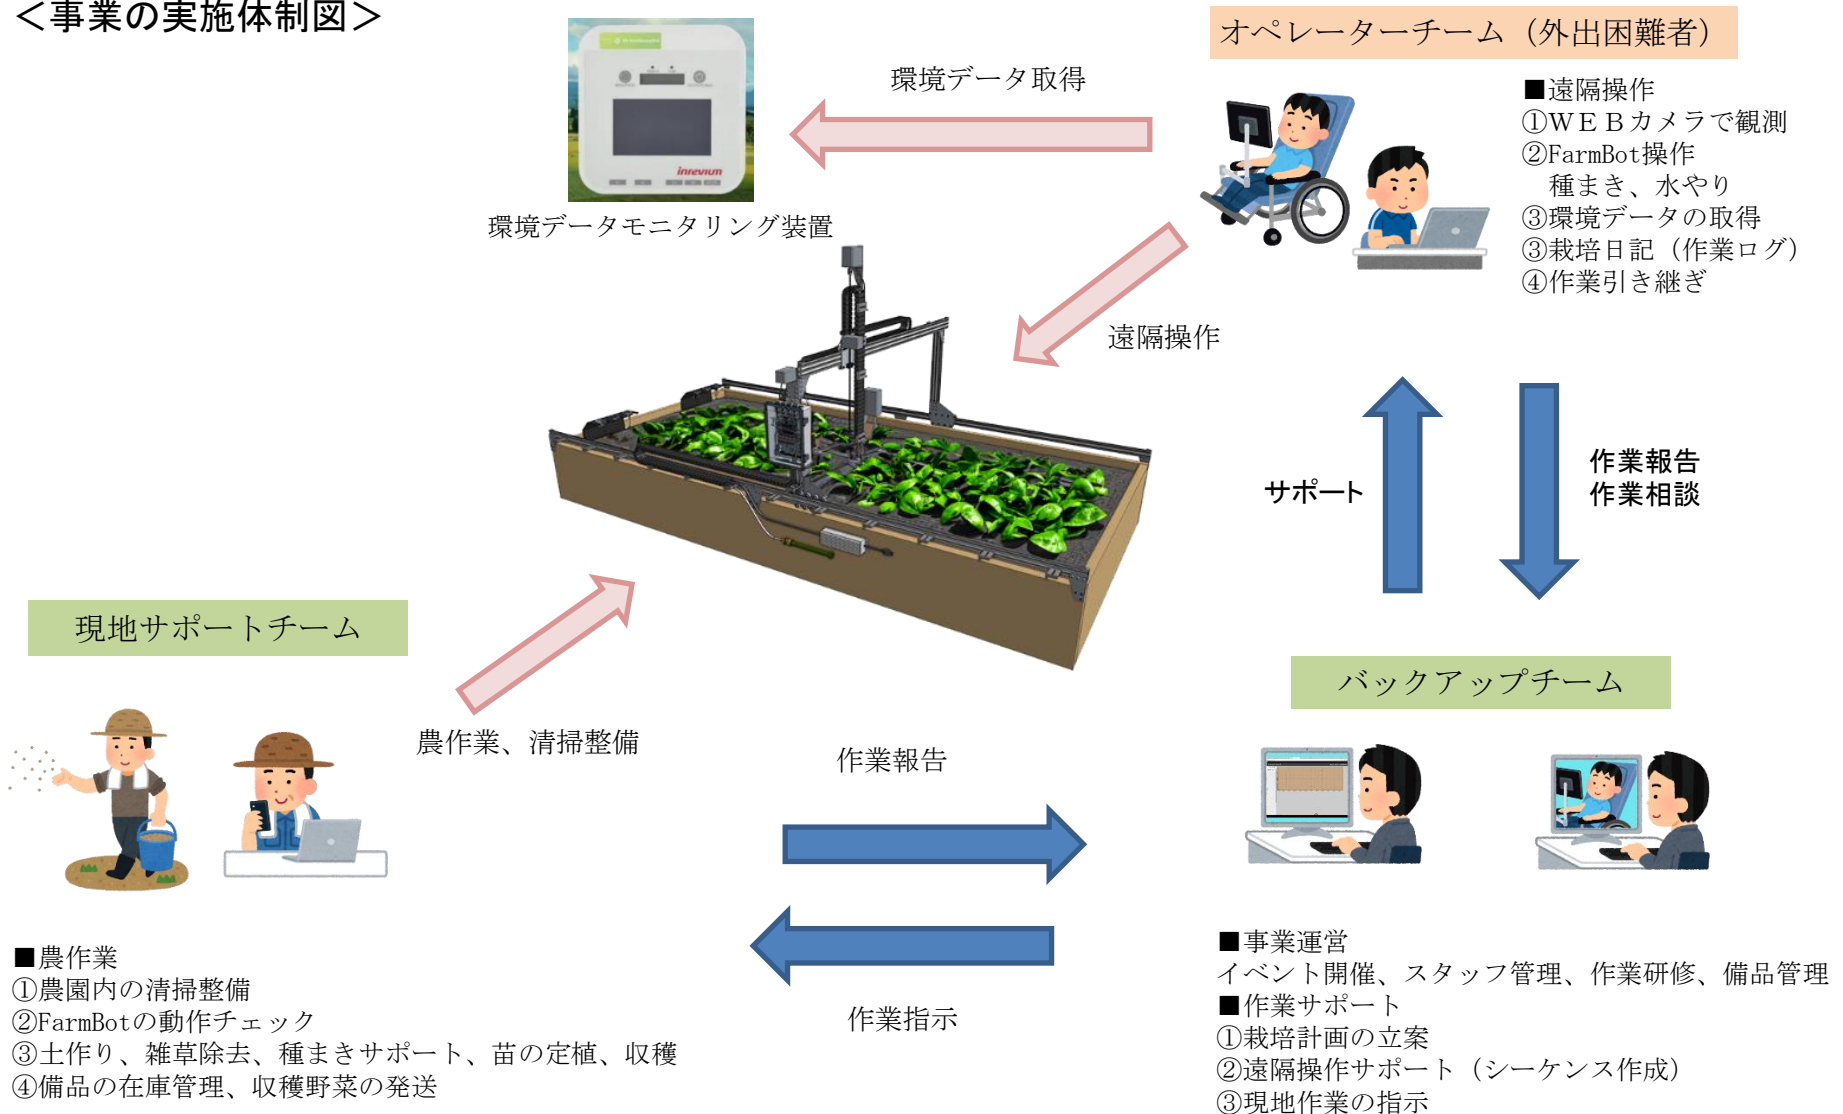 ＜事業の実施体制図＞
オペレーターチーム（外出困難者）
環境データ取得
■遠隔操作
①ＷＥＢカメラで観測
②FarmBot操作
種まき、水やり
③環境データの取得
③栽培日記（作業ログ）
④作業引き継ぎ
inrevium
環境データモニタリング装置
遠隔操作
サポート
作業報告
作業相談
現地サポートチーム
バックアップチーム
農作業、清掃整備
作業報告
作業指示
■農作業
①農園内の清掃整備
②FarmBotの動作チェック
③土作り、雑草除去、種まきサポート、苗の定植、収穫
④備品の在庫管理、収穫野菜の発送
■事業運営
イベント開催、スタッフ管理、作業研修、備品管理
■作業サポート
①栽培計画の立案
②遠隔操作サポート（シーケンス作成）
③現地作業の指示